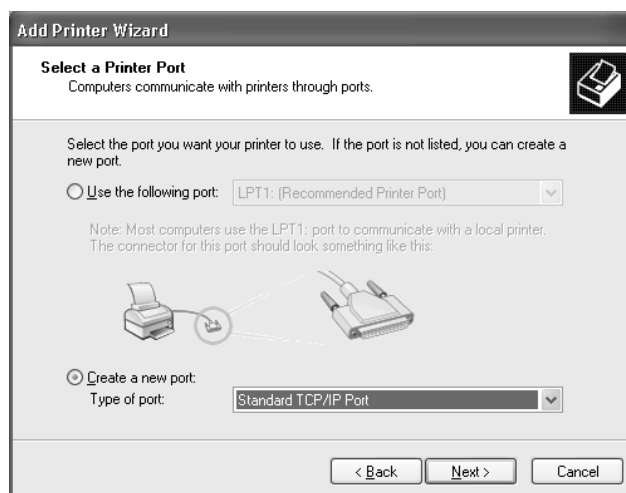 Add Printer Wizard
Select a Printer Port
Computers communicate with printers through ports.
Select the port you want your printer to use. If the port is not listed, you can create a
new port.
Use the following port: LPT1: (Recommended Printer Port)
Note: Most computers use the LPT1: port to communicate with a local printer.
The connector for this port should look something like this:
Create a new port:
Type of port: Standard TCP/IP Port
< Back Next > Cancel